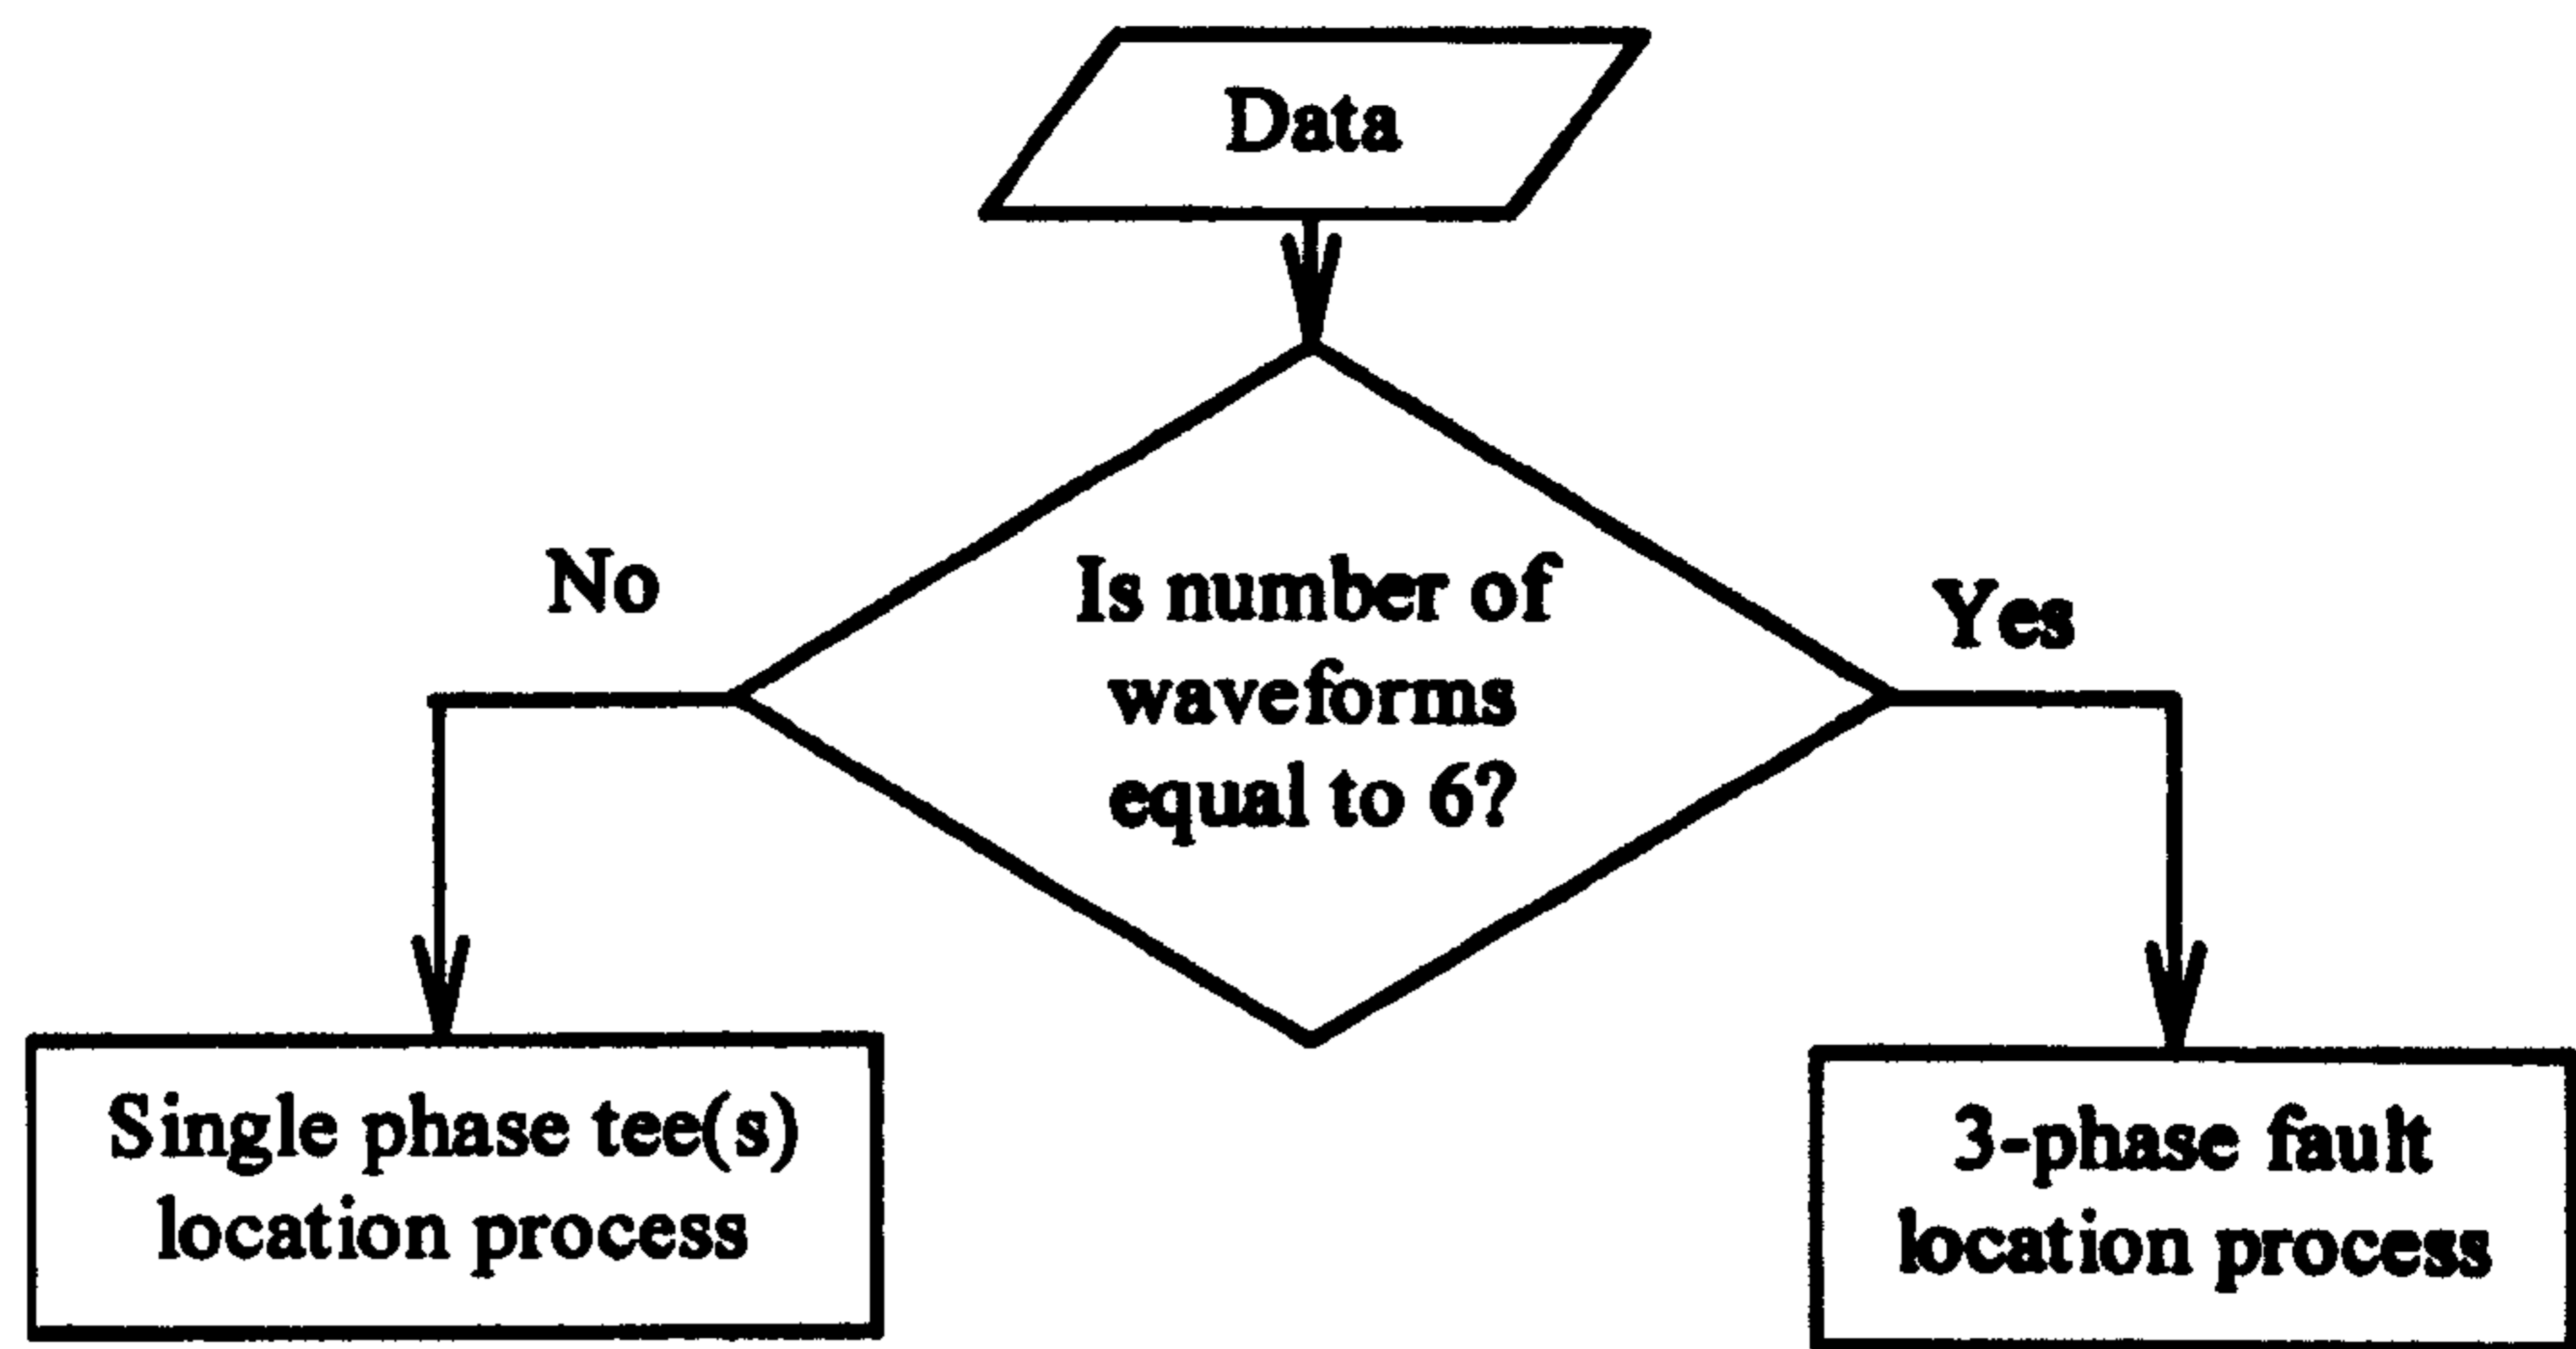 Data
Is number of
waveforms
equal to 6?
No
Yes
Single phase tee(s)
location process
3-phase fault
location process